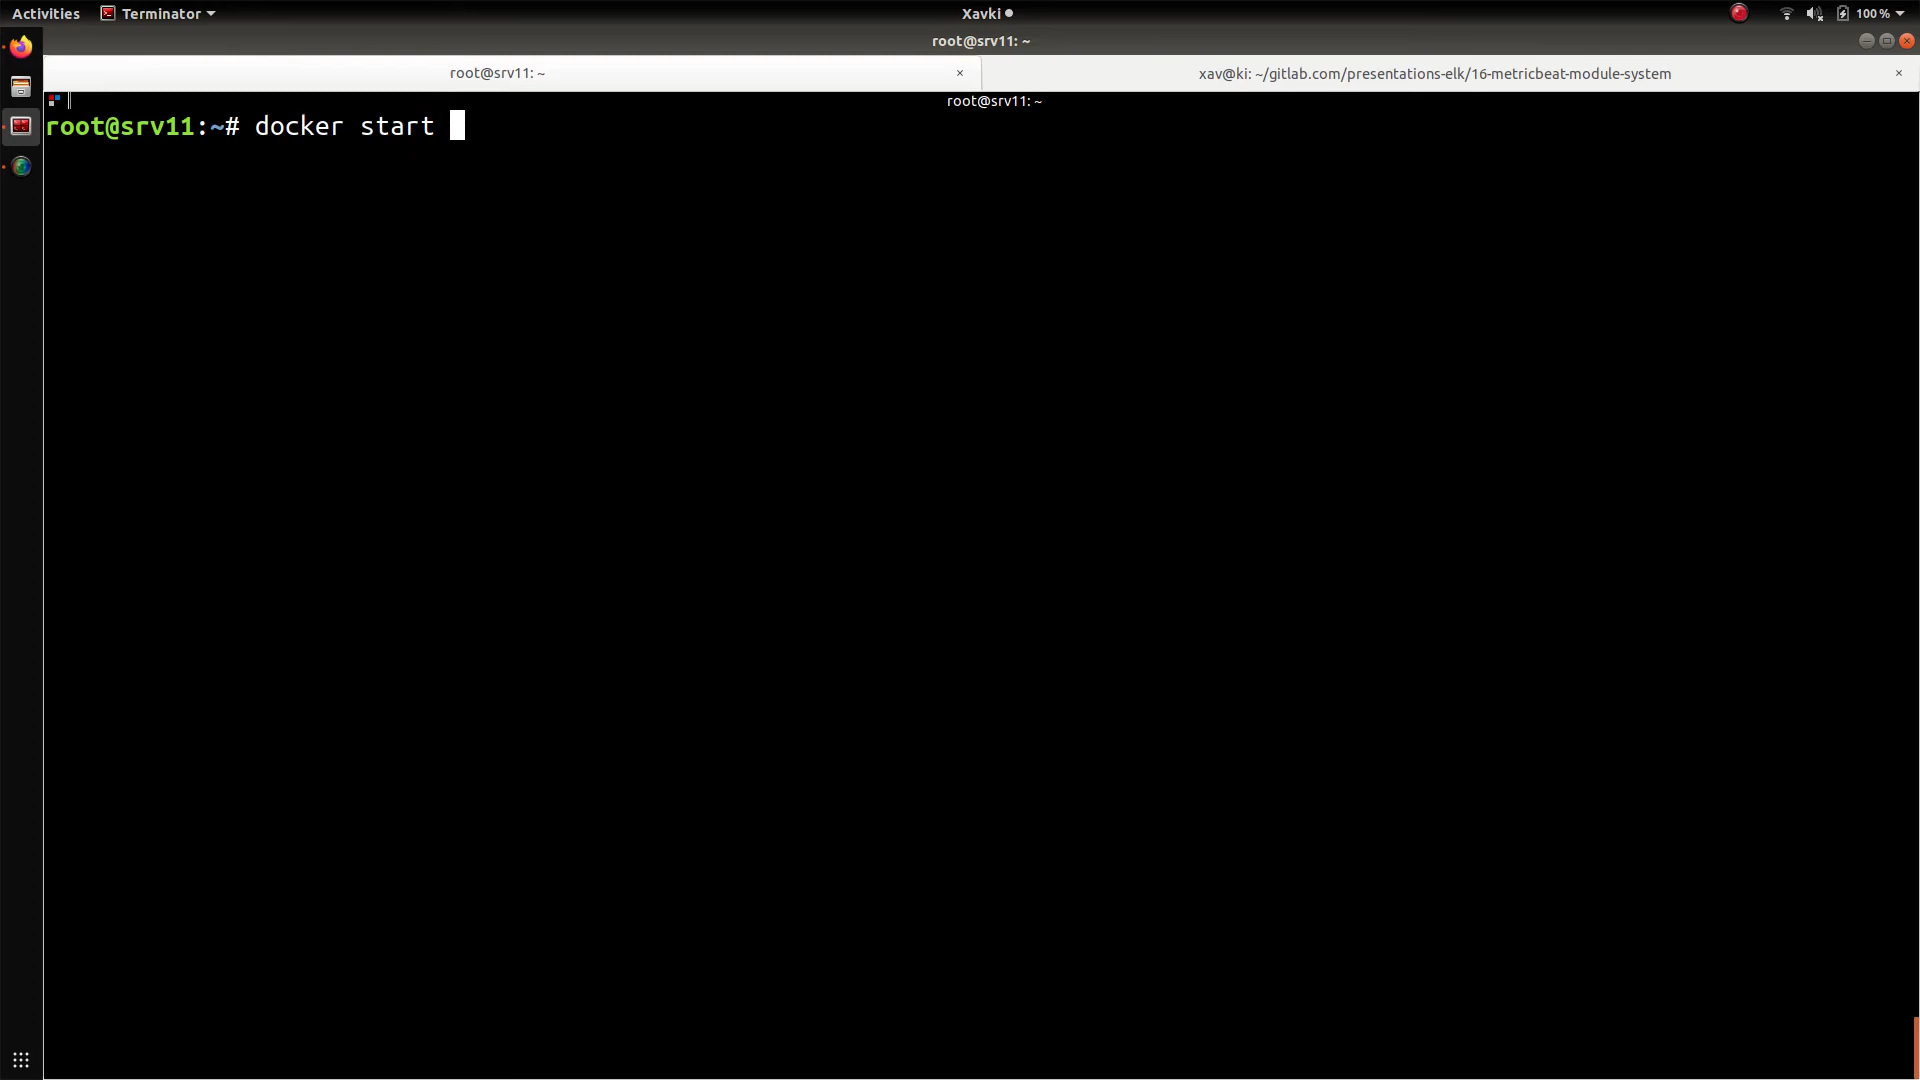 Activities Terminator Xavki 100 %
root@srv11: ~
root@srv11: ~ × xav@ki: ~/gitlab.com/presentations-elk/16-metricbeat-module-system ×
root@srv11: ~
root@srv11:~# docker start